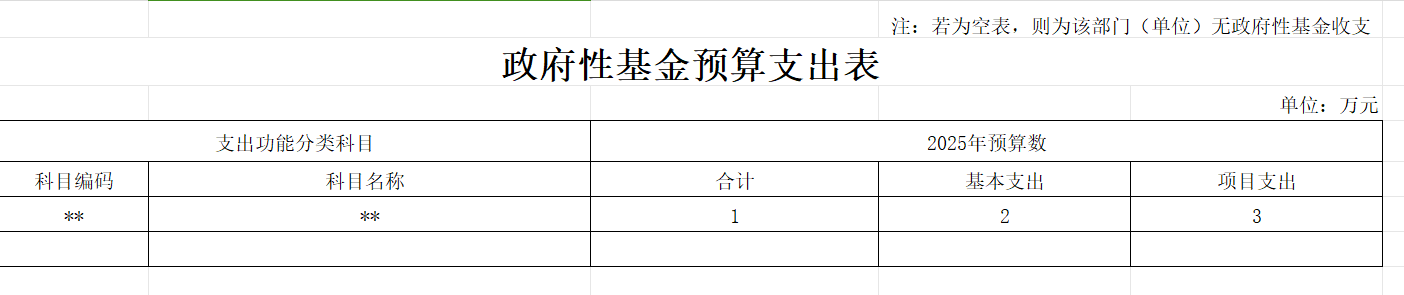 注：若为空表，则为该部门（单位）无政府性基金收支
政府性基金预算支出表
单位：万元
支出功能分类科目 2025年预算数
科目编码 科目名称 合计 基本支出 项目支出
** ** 1 2 3